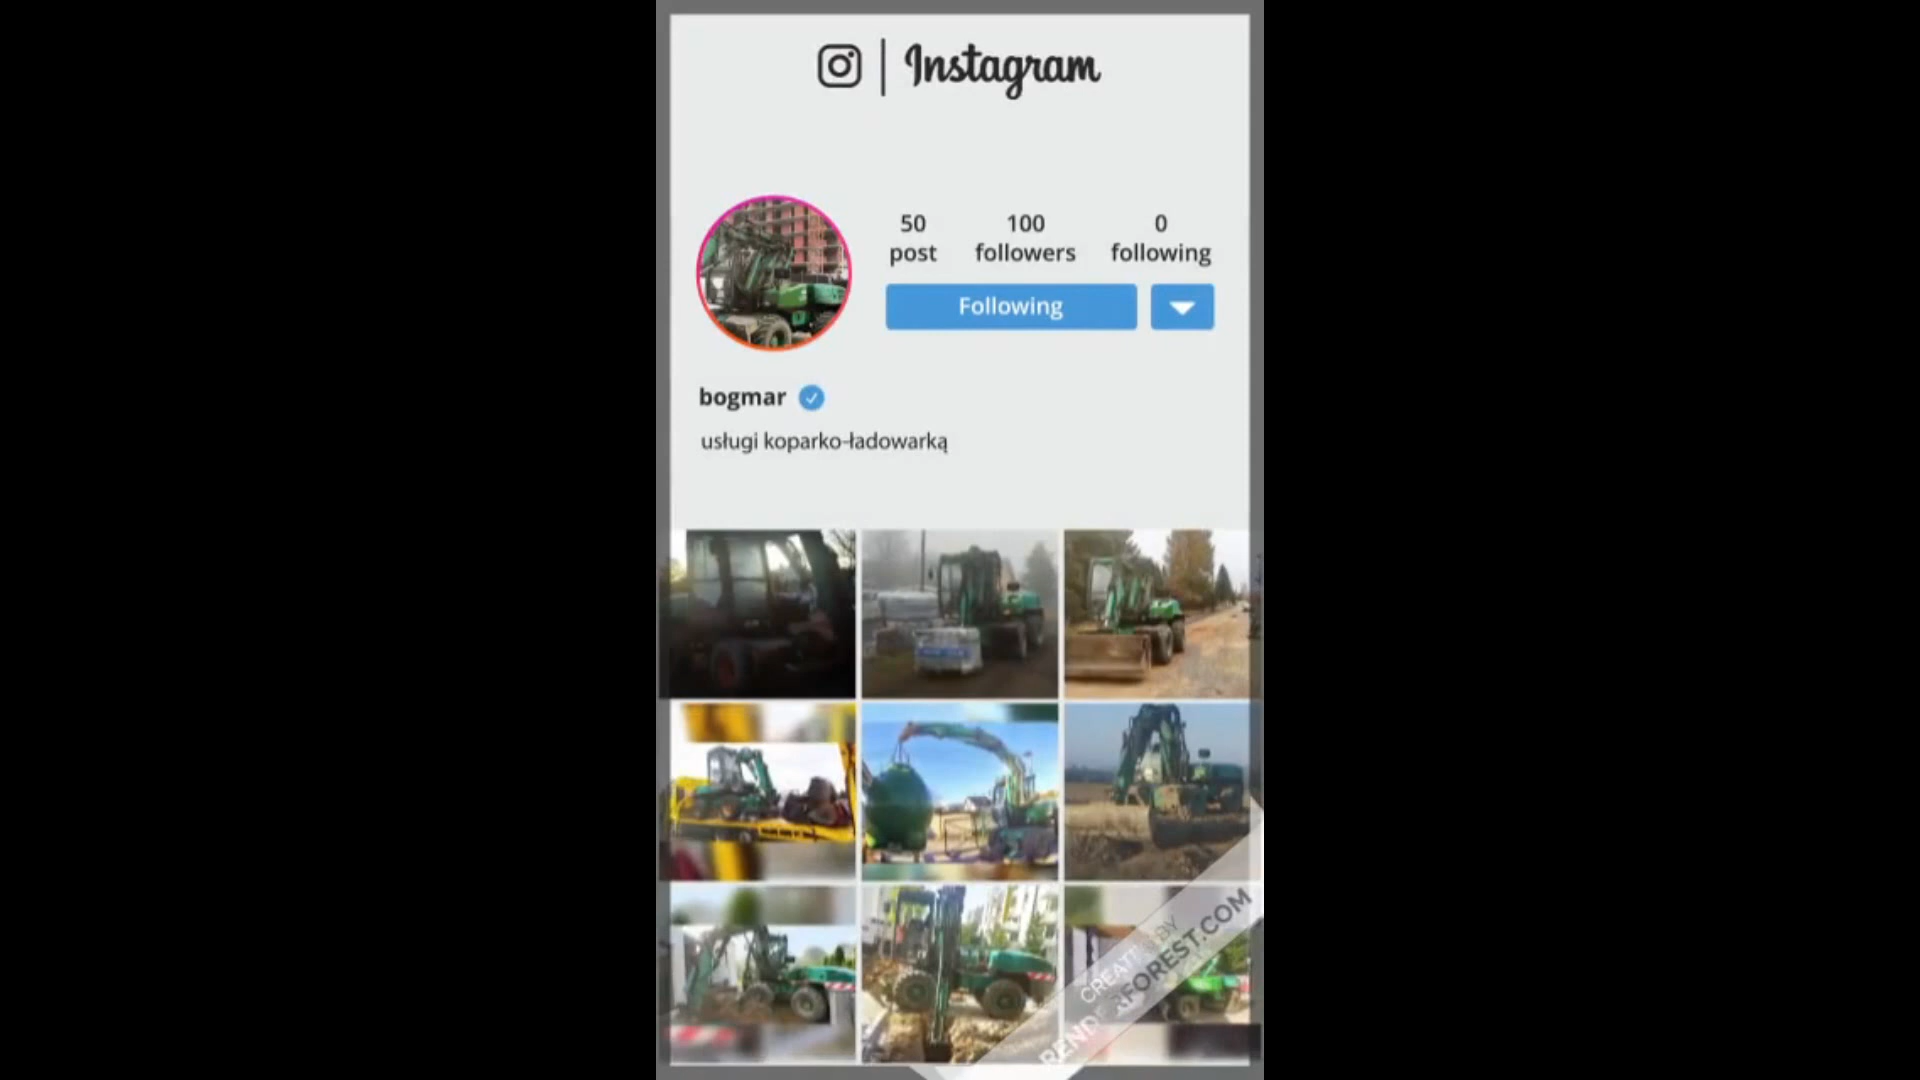 Instagram
50 100 0
post followers following
Following
bogmar
usługi koparko-ładowarką
CREATED BY
RENDERFOREST.COM